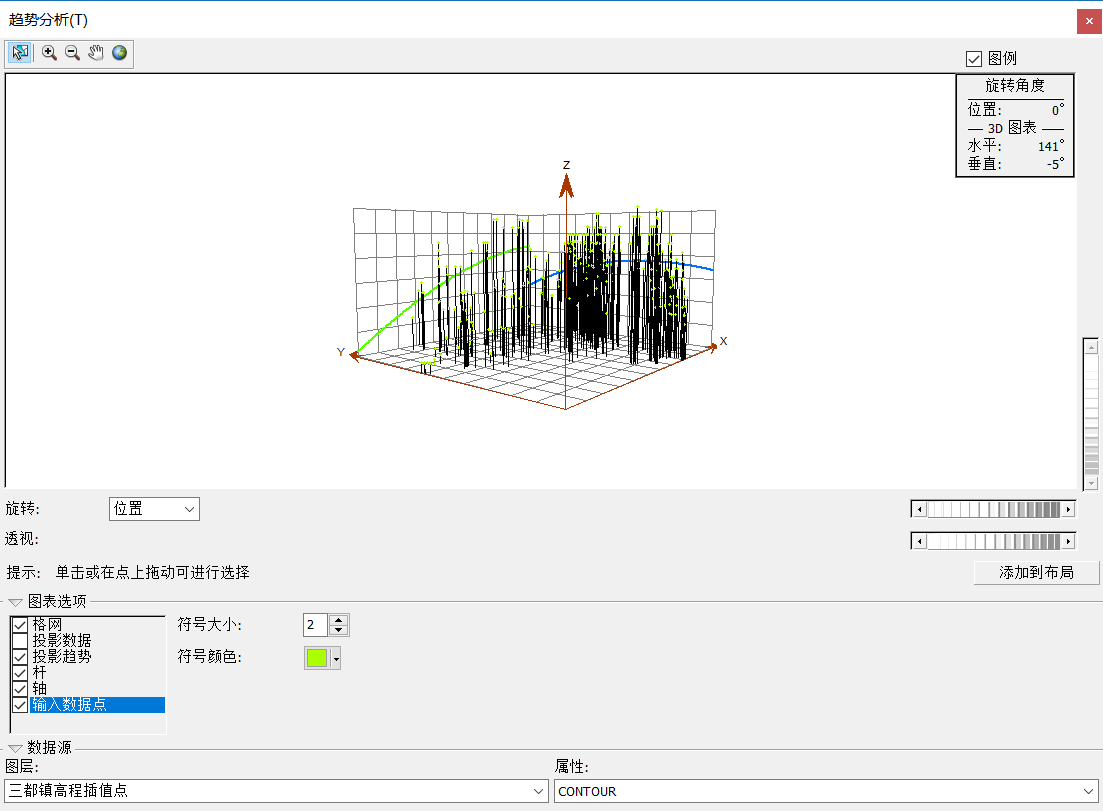 趋势分析(T)
图例
旋转角度
位置: 0°
3D 图表
水平: 141°
垂直: -5°
Z
Y
X
旋转: 位置
透视:
提示: 单击或在点上拖动可进行选择
添加到布局
图表选项
格网
投影数据
投影趋势
杆
轴
输入数据点
符号大小: 2
符号颜色:
数据源
图层: 属性:
三都镇高程插值点 CONTOUR